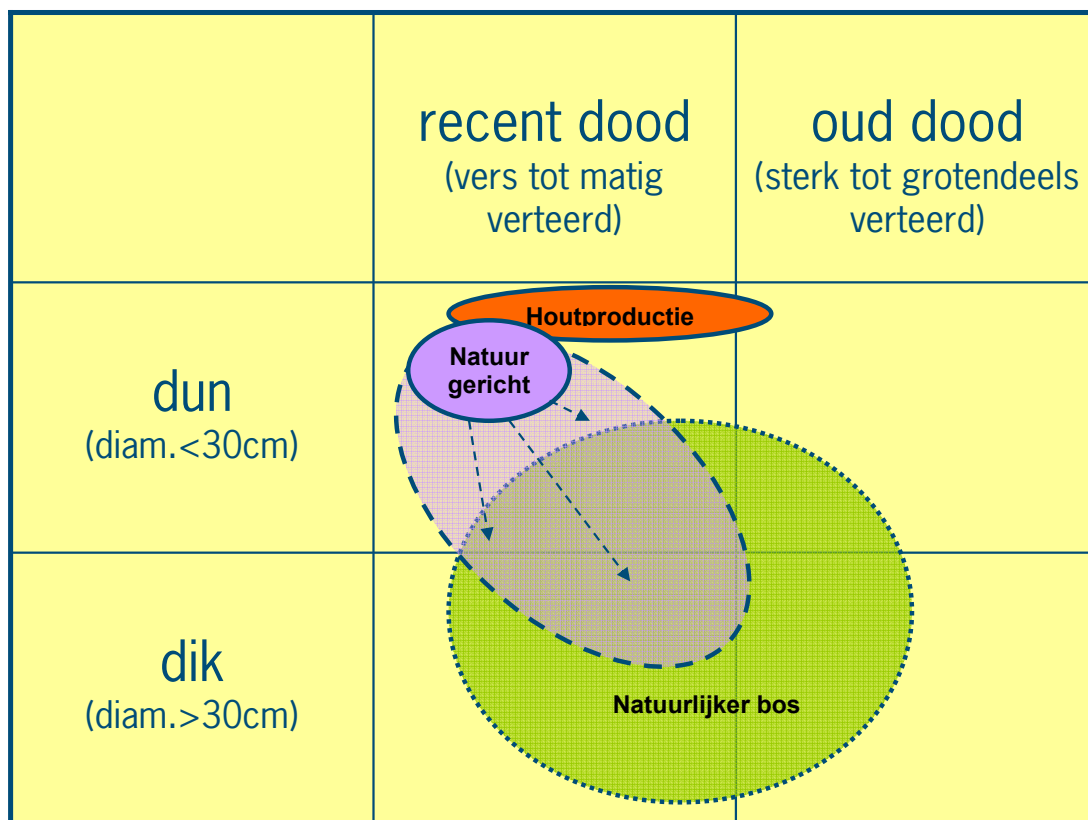 recent dood
(vers tot matig
verteerd)
oud dood
(sterk tot grotendeels
verteerd)
dun
(diam.<30cm)
Houtproductie
Natuur
gericht
dik
(diam.>30cm)
Natuurlijker bos